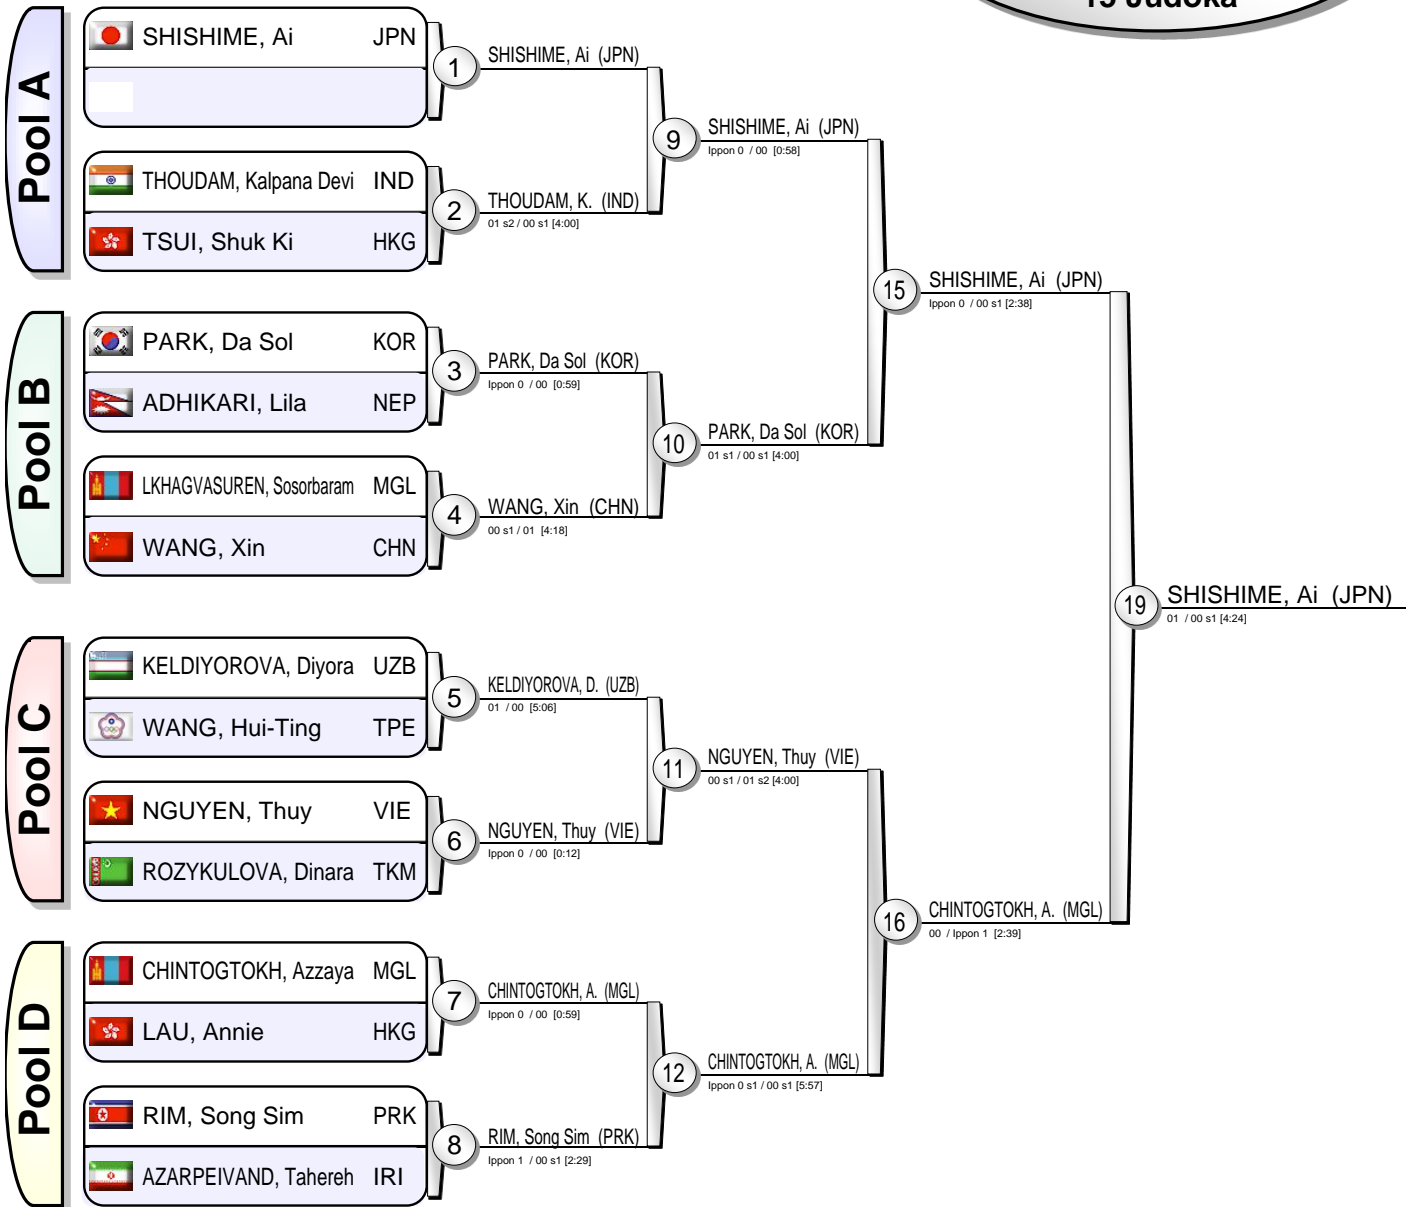 15 Judoka
Pool A
SHISHIME, Ai JPN
THOUDAM, Kalpana Devi IND
TSUI, Shuk Ki HKG
1
SHISHIME, Ai (JPN)
2
THOUDAM, K. (IND)
01 s2 / 00 s1 [4:00]
9
SHISHIME, Ai (JPN)
Ippon 0 / 00 [0:58]
Pool B
PARK, Da Sol KOR
ADHIKARI, Lila NEP
LKHAGVASUREN, Sosorbaram MGL
WANG, Xin CHN
3
PARK, Da Sol (KOR)
Ippon 0 / 00 [0:59]
4
WANG, Xin (CHN)
00 s1 / 01 [4:18]
10
PARK, Da Sol (KOR)
01 s1 / 00 s1 [4:00]
15
SHISHIME, Ai (JPN)
Ippon 0 / 00 s1 [2:38]
Pool C
KELDIYOROVA, Diyora UZB
WANG, Hui-Ting TPE
NGUYEN, Thuy VIE
ROZYKULOVA, Dinara TKM
5
KELDIYOROVA, D. (UZB)
01 / 00 [5:06]
6
NGUYEN, Thuy (VIE)
Ippon 0 / 00 [0:12]
11
NGUYEN, Thuy (VIE)
00 s1 / 01 s2 [4:00]
Pool D
CHINTOGTOKH, Azzaya MGL
LAU, Annie HKG
RIM, Song Sim PRK
AZARPEIVAND, Tahereh IRI
7
CHINTOGTOKH, A. (MGL)
Ippon 0 / 00 [0:59]
8
RIM, Song Sim (PRK)
Ippon 1 / 00 s1 [2:29]
12
CHINTOGTOKH, A. (MGL)
Ippon 0 s1 / 00 s1 [5:57]
16
CHINTOGTOKH, A. (MGL)
00 / Ippon 1 [2:39]
19
SHISHIME, Ai (JPN)
01 / 00 s1 [4:24]